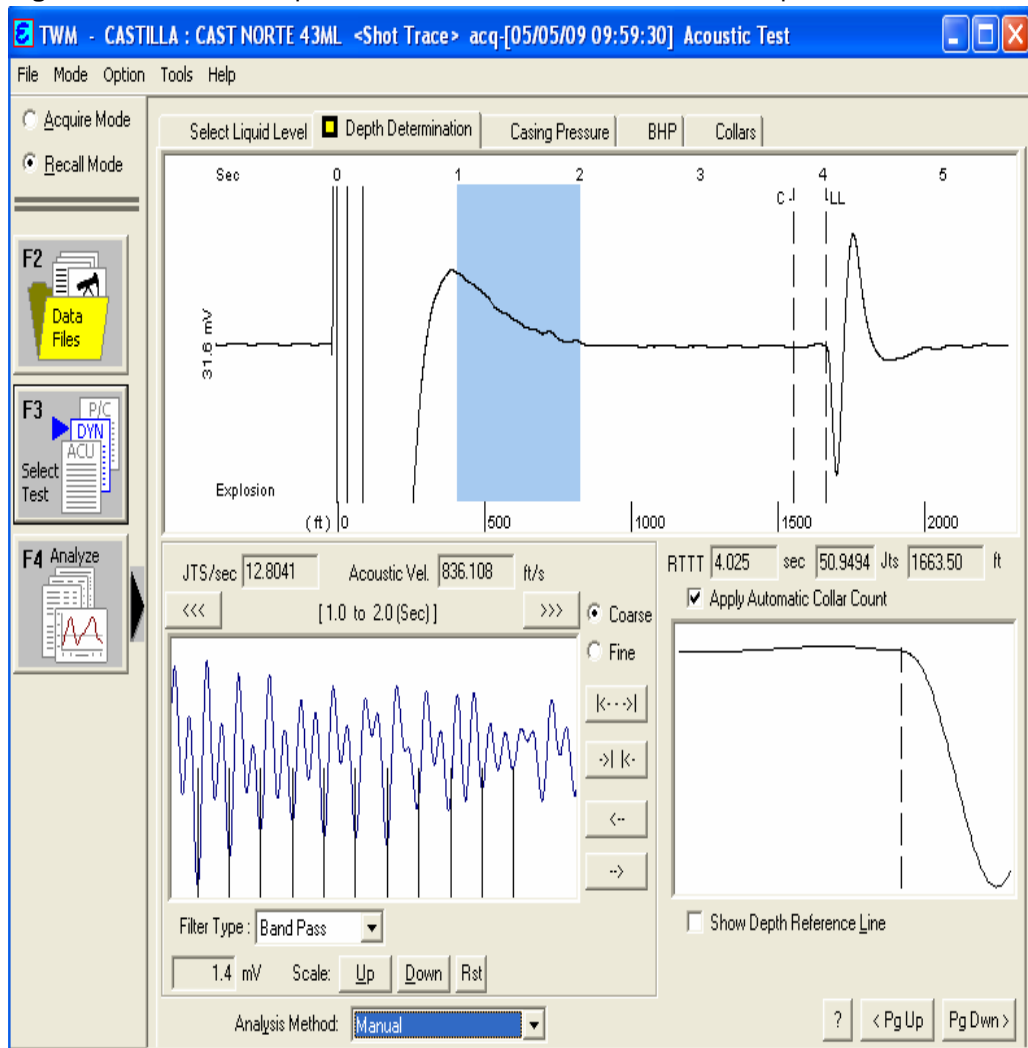 TWM - CASTILLA : CAST NORTE 43ML <Shot Trace> acq-[05/05/09 09:59:30] Acoustic Test
File Mode Option Tools Help
Acquire Mode
Recall Mode
F2
Data
Files
F3
P/C
DYN
ACU
Select
Test
F4 Analyze
Select Liquid Level Depth Determination Casing Pressure BHP Collars
Sec 0 1 2 3 4 5
C LL
31.6 mV
Explosion
(ft) 0 500 1000 1500 2000
JTS/sec 12.8041 Acoustic Vel. 836.108 ft/s
<<< [ 1.0 to 2.0 (Sec) ] >>>
Coarse
Fine
|<--->|
->| |<-
<--
-->
Filter Type : Band Pass
1.4 mV Scale: Up Down Rst
Analysis Method: Manual
RTTT 4.025 sec 50.9494 Jts 1663.50 ft
Apply Automatic Collar Count
Show Depth Reference Line
? < Pg Up Pg Dwn >